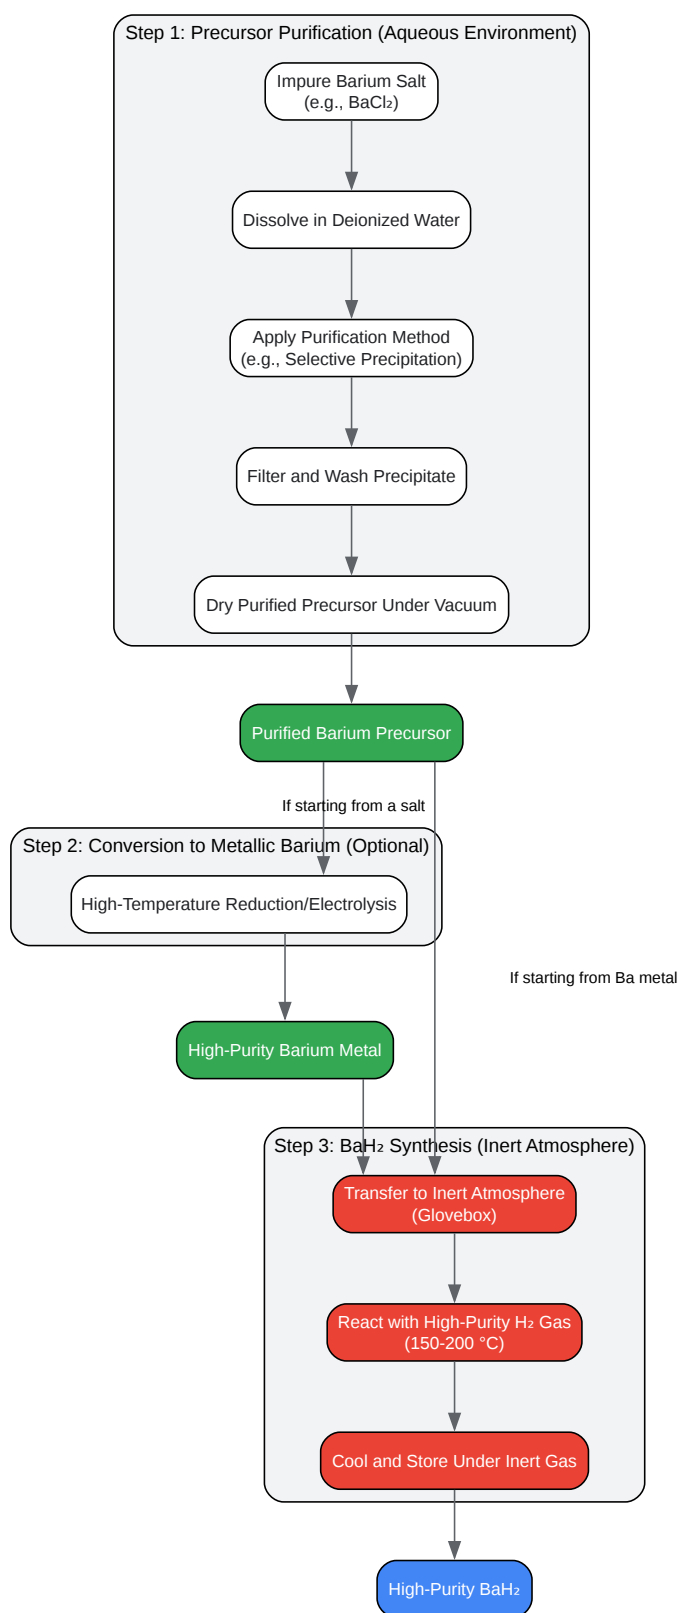 Step 1: Precursor Purification (Aqueous Environment)
Impure Barium Salt
(e.g., BaCl₂)
Dissolve in Deionized Water
Apply Purification Method
(e.g., Selective Precipitation)
Filter and Wash Precipitate
Dry Purified Precursor Under Vacuum
Purified Barium Precursor
If starting from a salt
Step 2: Conversion to Metallic Barium (Optional)
High-Temperature Reduction/Electrolysis
If starting from Ba metal
High-Purity Barium Metal
Step 3: BaH₂ Synthesis (Inert Atmosphere)
Transfer to Inert Atmosphere
(Glovebox)
React with High-Purity H₂ Gas
(150-200 °C)
Cool and Store Under Inert Gas
High-Purity BaH₂